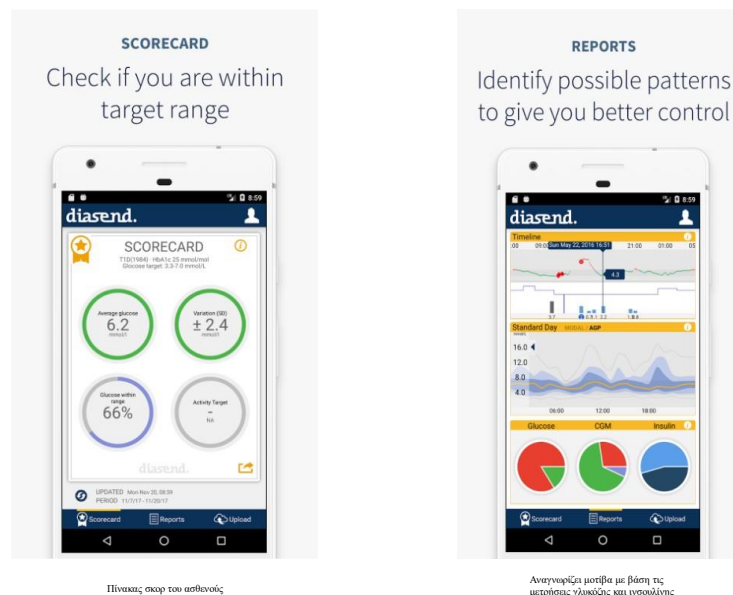 SCORECARD
Check if you are within
target range
8:59
diasend.
SCORECARD
T1D(1984) HbA1c 25 mmol/mol
Glucose target: 3.3-7.0 mmol/L
Average glucose
6.2
mmol/l
Variation (SD)
± 2.4
mmol/l
Glucose within
range
66%
Activity Target
-
NA
diasend.
UPDATED Mon Nov 20, 08:59
PERIOD 11/7/17 - 11/20/17
Scorecard Reports Upload
Πίνακας σκορ του ασθενούς
REPORTS
Identify possible patterns
to give you better control
8:59
diasend.
Timeline
Sun May 22, 2016 16:51 21:00 01:00 05
4.3
Standard Day MODAL / AGP
16.0
12.0
8.0
4.0
06:00 12:00 18:00
Glucose CGM Insulin
Scorecard Reports Upload
Αναγνωρίζει μοτίβα με βάση τις
μετρήσεις γλυκόζης και ινσουλίνης